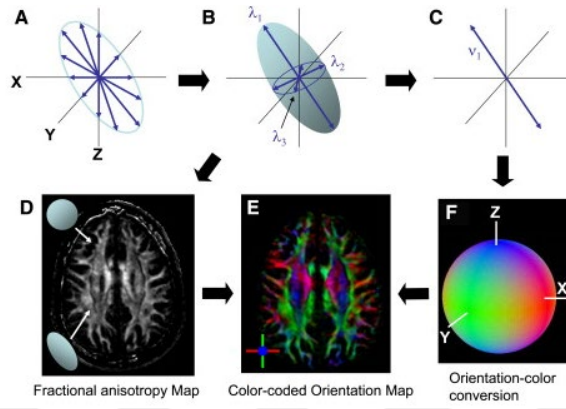 A
B
C
X
Y
Z
λ1
λ2
λ3
ν1
D
E
F
Z
X
Y
Fractional anisotropy Map
Color-coded Orientation Map
Orientation-color
conversion